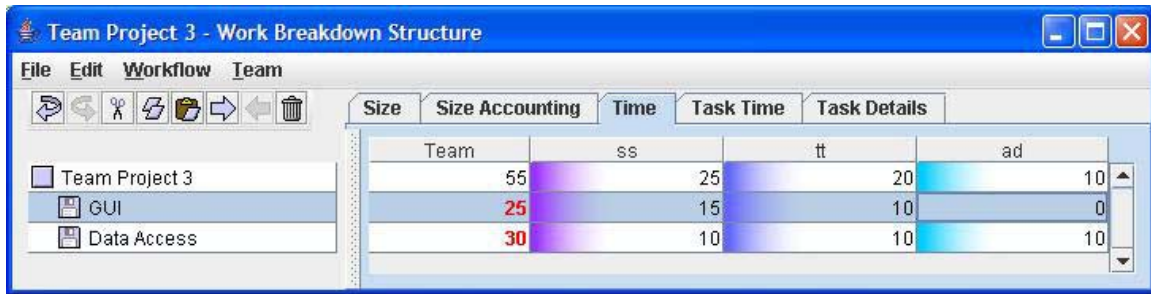 Team Project 3 - Work Breakdown Structure
File Edit Workflow Team
Size Size Accounting Time Task Time Task Details
Team ss tt ad
Team Project 3 55 25 20 10
GUI 25 15 10 0
Data Access 30 10 10 10